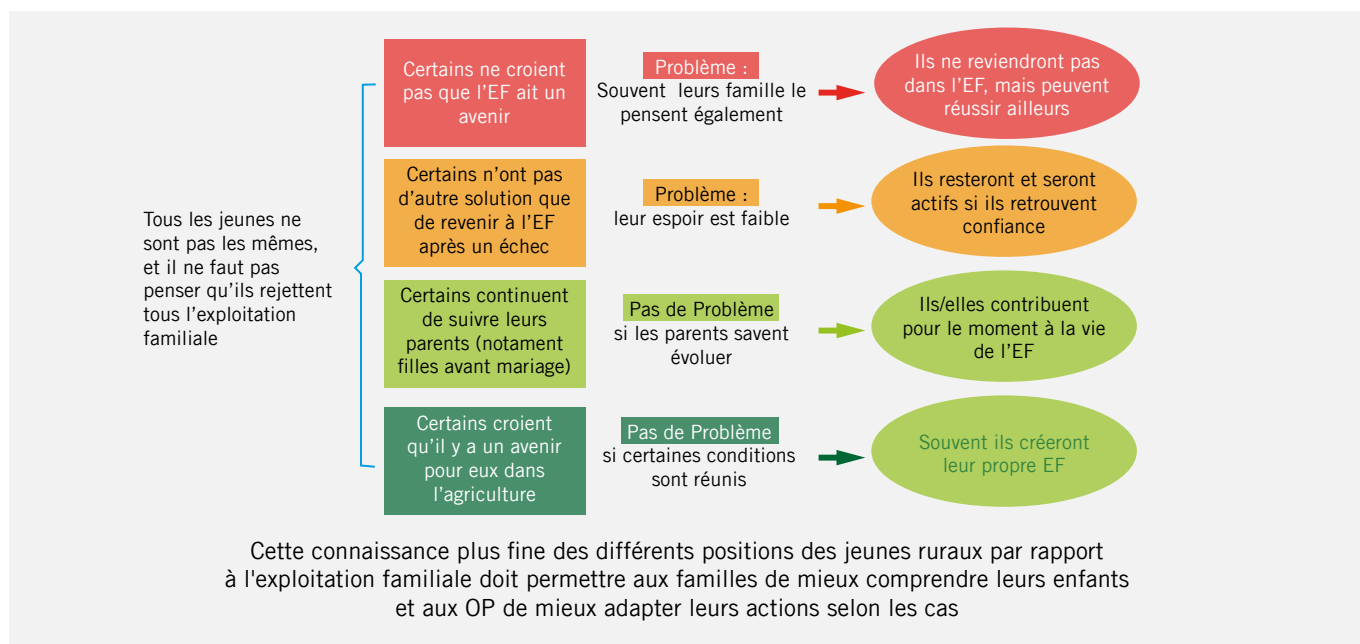 Tous les jeunes ne
sont pas les mêmes,
et il ne faut pas
penser qu'ils rejettent
tous l'exploitation
familiale
Certains ne croient
pas que l'EF ait un
avenir
Problème :
Souvent leurs famille le
pensent également
Ils ne reviendront pas
dans l'EF, mais peuvent
réussir ailleurs
Certains n'ont pas
d'autre solution que
de revenir à l'EF
après un échec
Problème :
leur espoir est faible
Ils resteront et seront
actifs si ils retrouvent
confiance
Certains continuent
de suivre leurs
parents (notament
filles avant mariage)
Pas de Problème
si les parents savent
évoluer
Ils/elles contribuent
pour le moment à la vie
de l'EF
Certains croient
qu'il y a un avenir
pour eux dans
l'agriculture
Pas de Problème
si certaines conditions
sont réunis
Souvent ils créeront
leur propre EF
Cette connaissance plus fine des différents positions des jeunes ruraux par rapport
à l'exploitation familiale doit permettre aux familles de mieux comprendre leurs enfants
et aux OP de mieux adapter leurs actions selon les cas